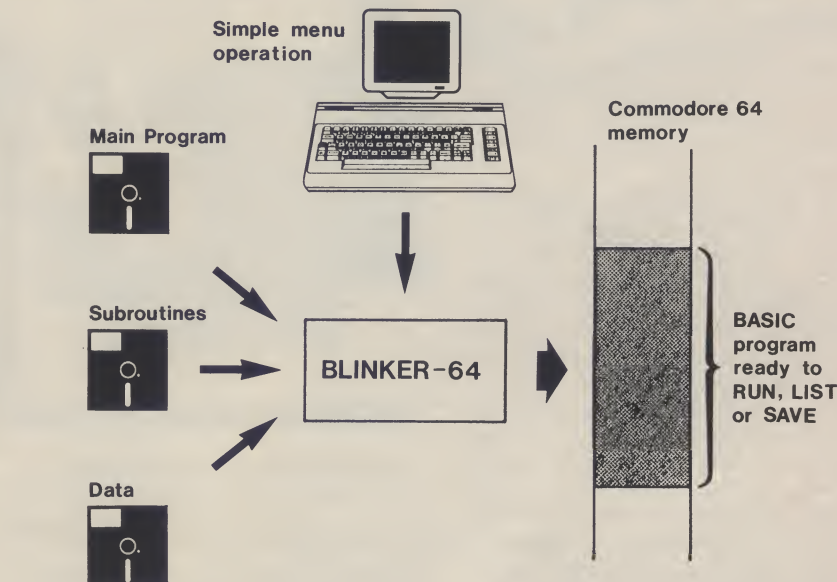 Simple menu
operation
Main Program
Subroutines
Data
BLINKER-64
Commodore 64
memory
BASIC
program
ready to
RUN, LIST
or SAVE